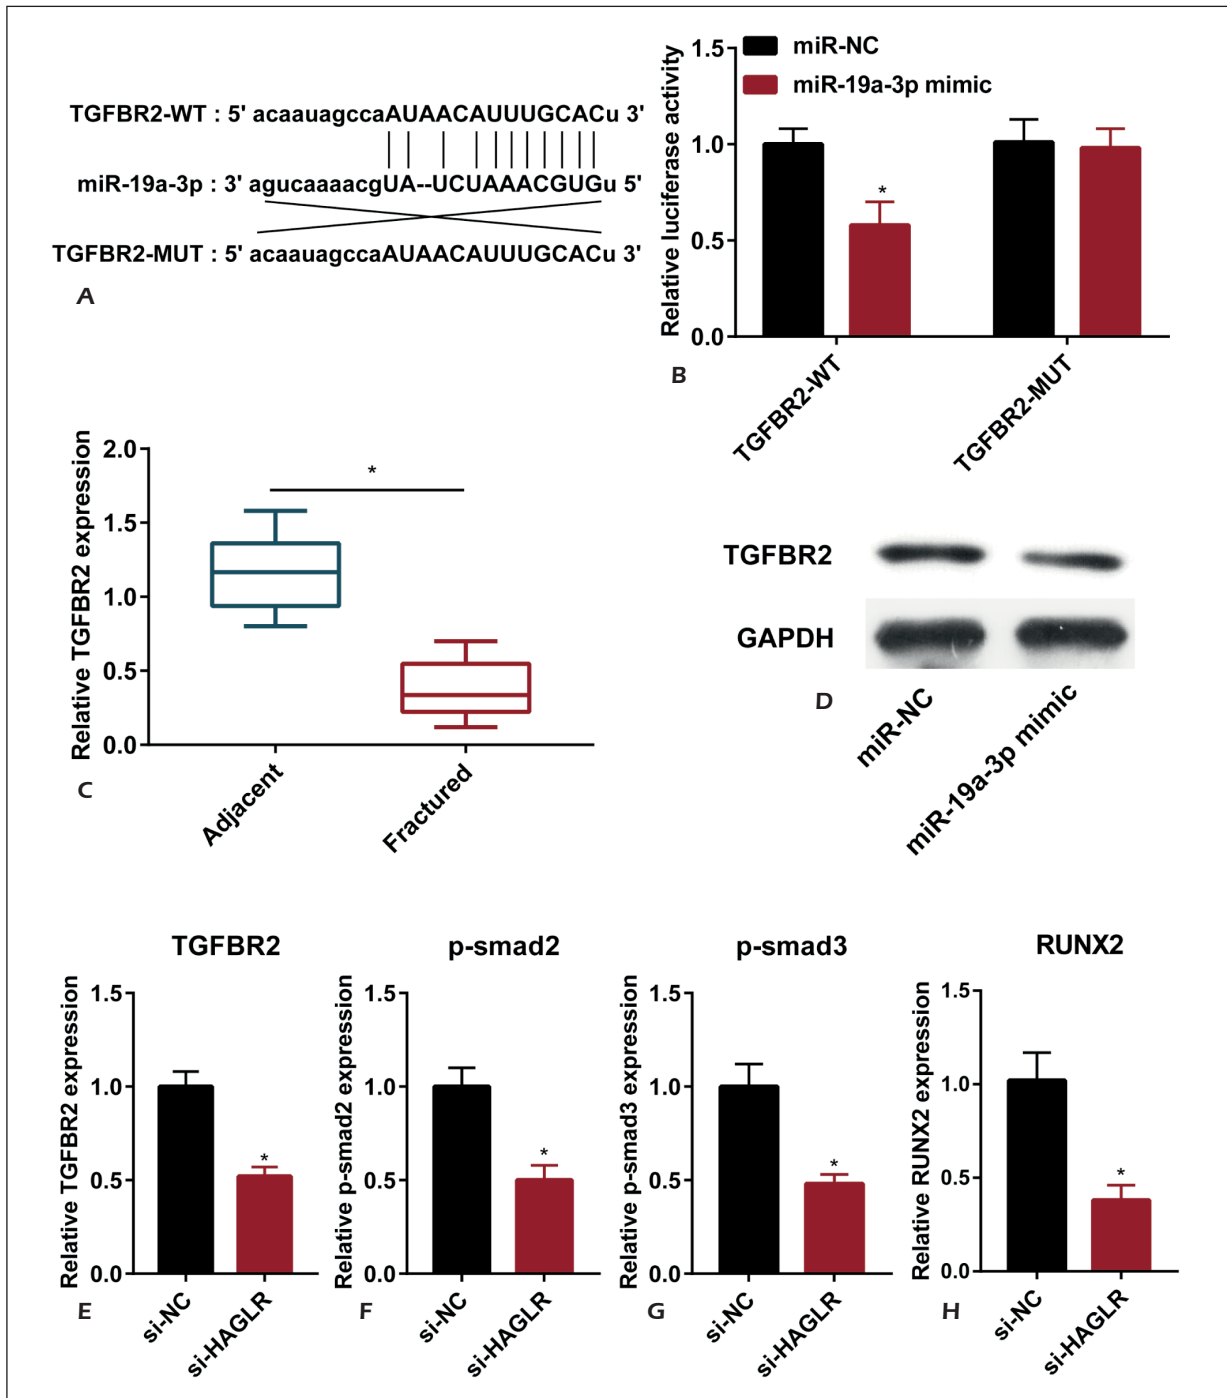 TGFBR2-WT : 5' acaauagccaAUAACAUUUGCACu 3'
miR-19a-3p : 3' agucaaaacgUA--UCUAAACGUGu 5'
TGFBR2-MUT : 5' acaauagccaAUAACAUUUGCACu 3'
A
miR-NC
miR-19a-3p mimic
Relative luciferase activity
1.5
1.0
0.5
0.0
*
TGFBR2-WT
TGFBR2-MUT
B
Relative TGFBR2 expression
2.0
1.5
1.0
0.5
0.0
*
Adjacent
Fractured
C
TGFBR2
GAPDH
miR-NC
miR-19a-3p mimic
D
TGFBR2
Relative TGFBR2 expression
1.5
1.0
0.5
0.0
*
si-NC
si-HAGLR
E
p-smad2
Relative p-smad2 expression
1.5
1.0
0.5
0.0
*
si-NC
si-HAGLR
F
p-smad3
Relative p-smad3 expression
1.5
1.0
0.5
0.0
*
si-NC
si-HAGLR
G
RUNX2
Relative RUNX2 expression
1.5
1.0
0.5
0.0
*
si-NC
si-HAGLR
H